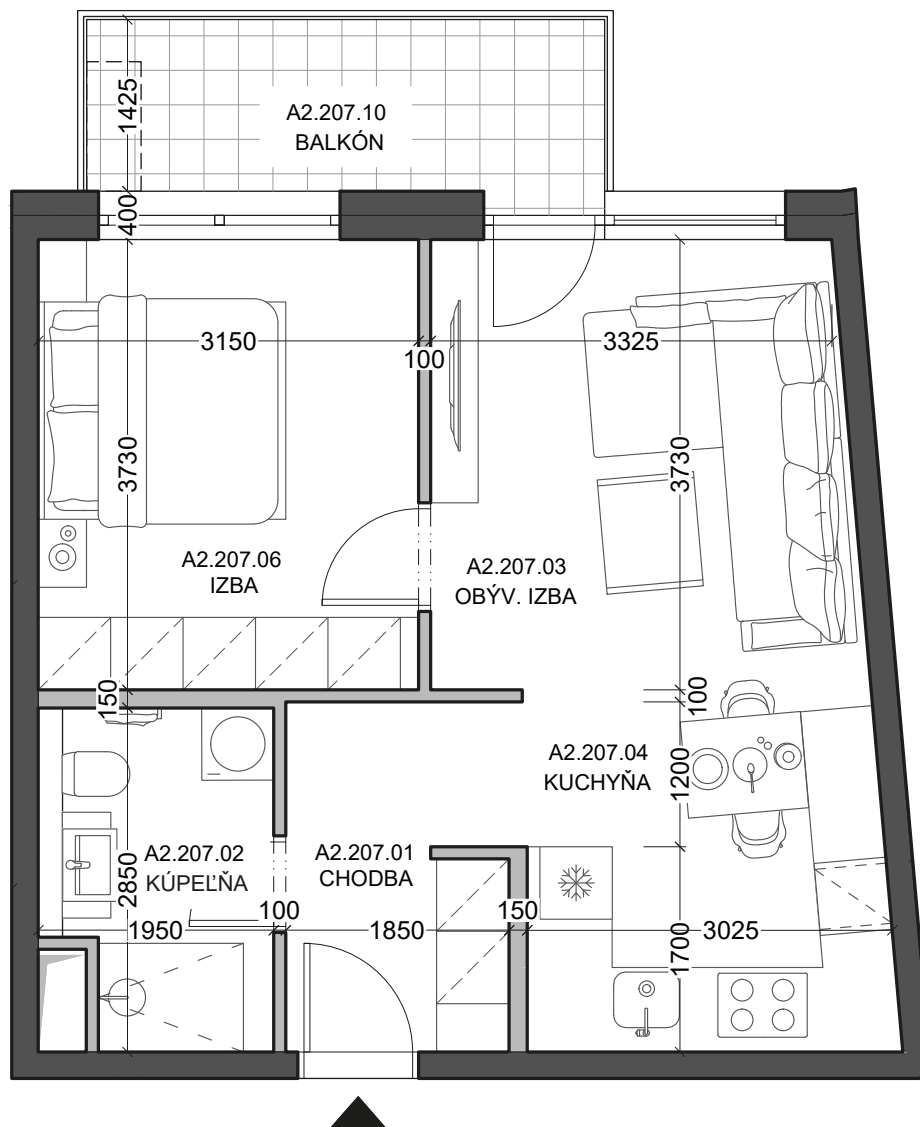 1425
A2.207.10
BALKÓN
400
3150
100
3325
3730
3730
A2.207.06
IZBA
A2.207.03
OBÝV. IZBA
150
100
A2.207.04
KUCHYŇA
1200
A2.207.02
KÚPEĽŇA
A2.207.01
CHODBA
2850
1950
100
1850
150
3025
1700